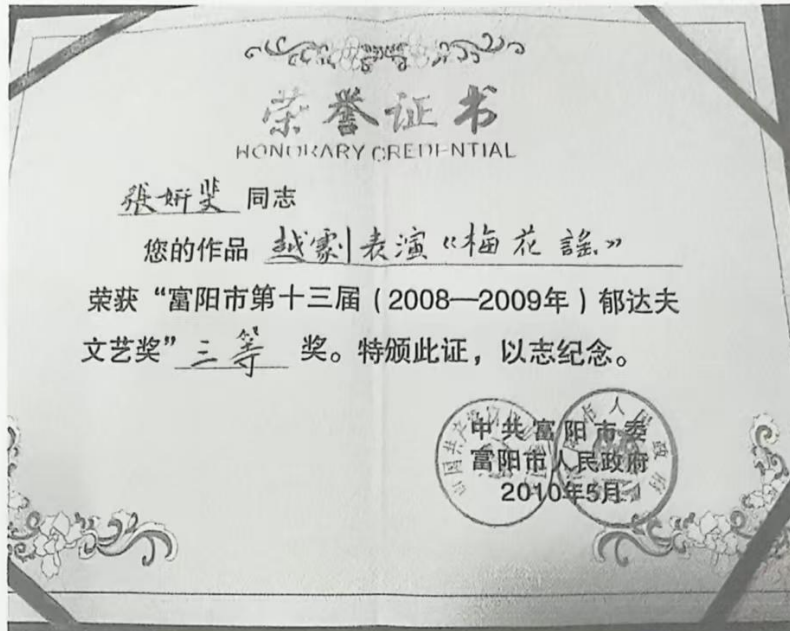 荣誉证书
HONORARY CREDENTIAL
張妍斐 同志
您的作品 越劇表演《梅花謠》
荣获“富阳市第十三届（2008—2009年）郁达夫
文艺奖”三等 奖。特颁此证，以志纪念。
中共富阳市委
富阳市人民政府
2010年5月